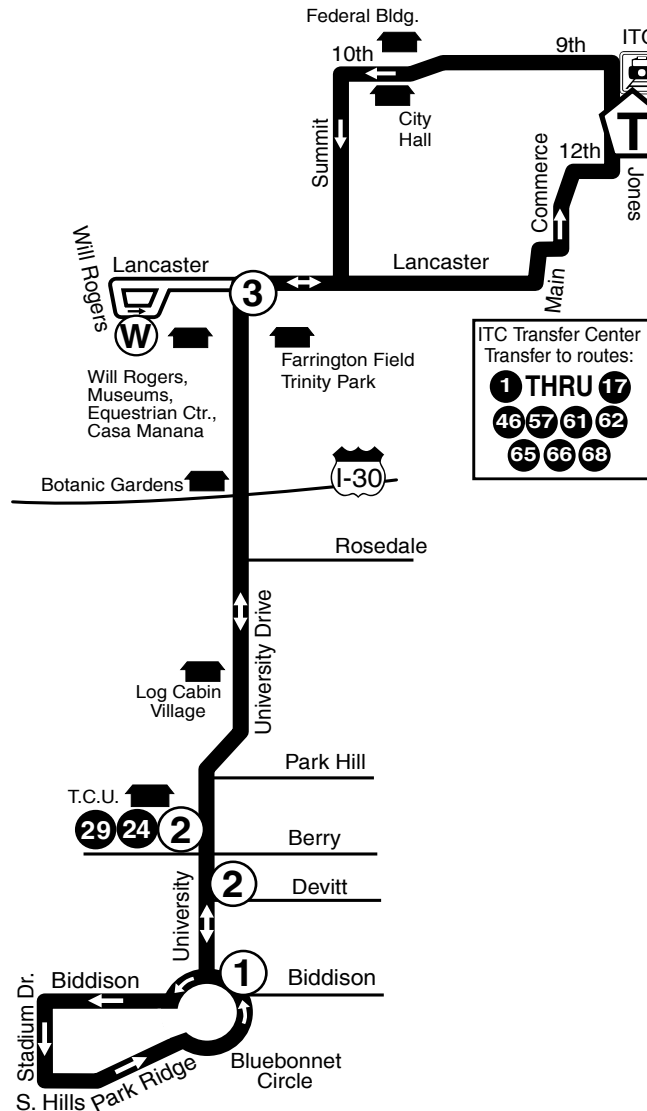 Federal Bldg.
10th
9th
City
Hall
Summit
Commerce
12th
T
Jones
Will Rogers
Lancaster
Lancaster
Main
3
W
Will Rogers,
Museums,
Equestrian Ctr.,
Casa Manana
Farrington Field
Trinity Park
ITC Transfer Center
Transfer to routes:
1 THRU 17
46 57 61 62
65 66 68
Botanic Gardens
I-30
Rosedale
University Drive
Log Cabin
Village
Park Hill
T.C.U.
29 24 2
Berry
2
Devitt
University
1
Biddison
Biddison
Stadium Dr.
Bluebonnet
Circle
S. Hills
Park Ridge